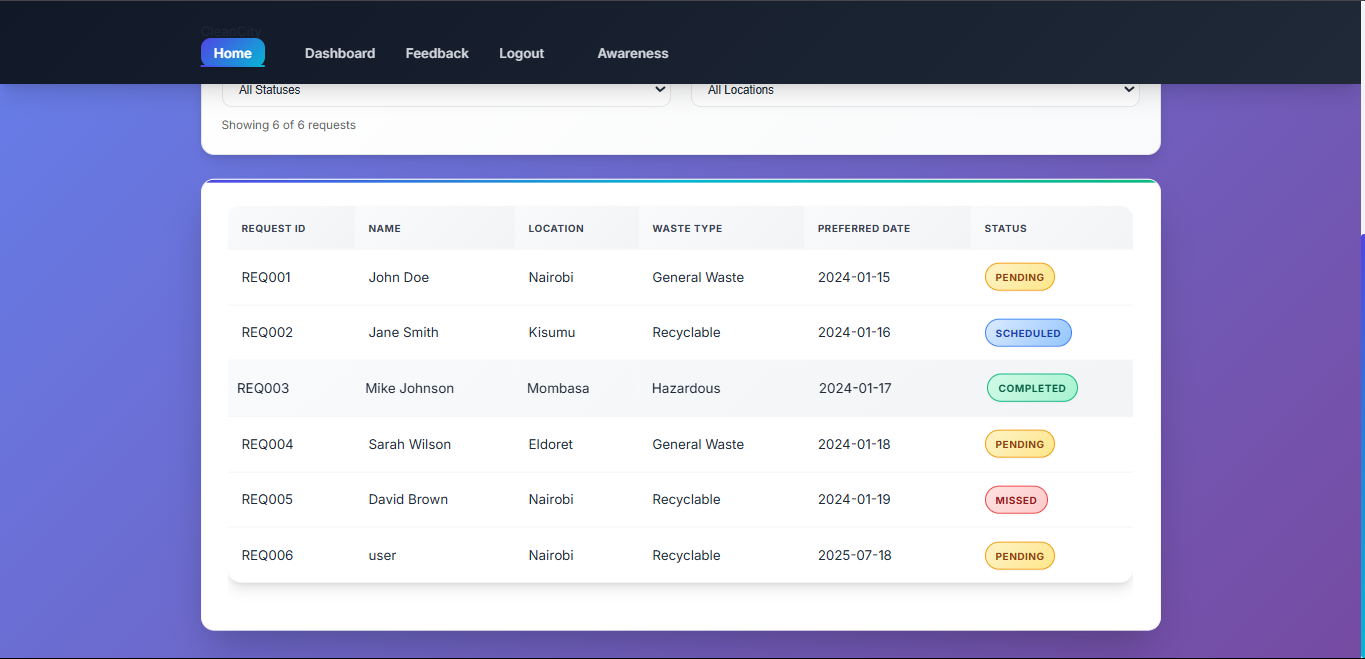 CleanCity
Home Dashboard Feedback Logout Awareness
All Statuses All Locations
Showing 6 of 6 requests
REQUEST ID NAME LOCATION WASTE TYPE PREFERRED DATE STATUS
REQ001 John Doe Nairobi General Waste 2024-01-15 PENDING
REQ002 Jane Smith Kisumu Recyclable 2024-01-16 SCHEDULED
REQ003 Mike Johnson Mombasa Hazardous 2024-01-17 COMPLETED
REQ004 Sarah Wilson Eldoret General Waste 2024-01-18 PENDING
REQ005 David Brown Nairobi Recyclable 2024-01-19 MISSED
REQ006 user Nairobi Recyclable 2025-07-18 PENDING